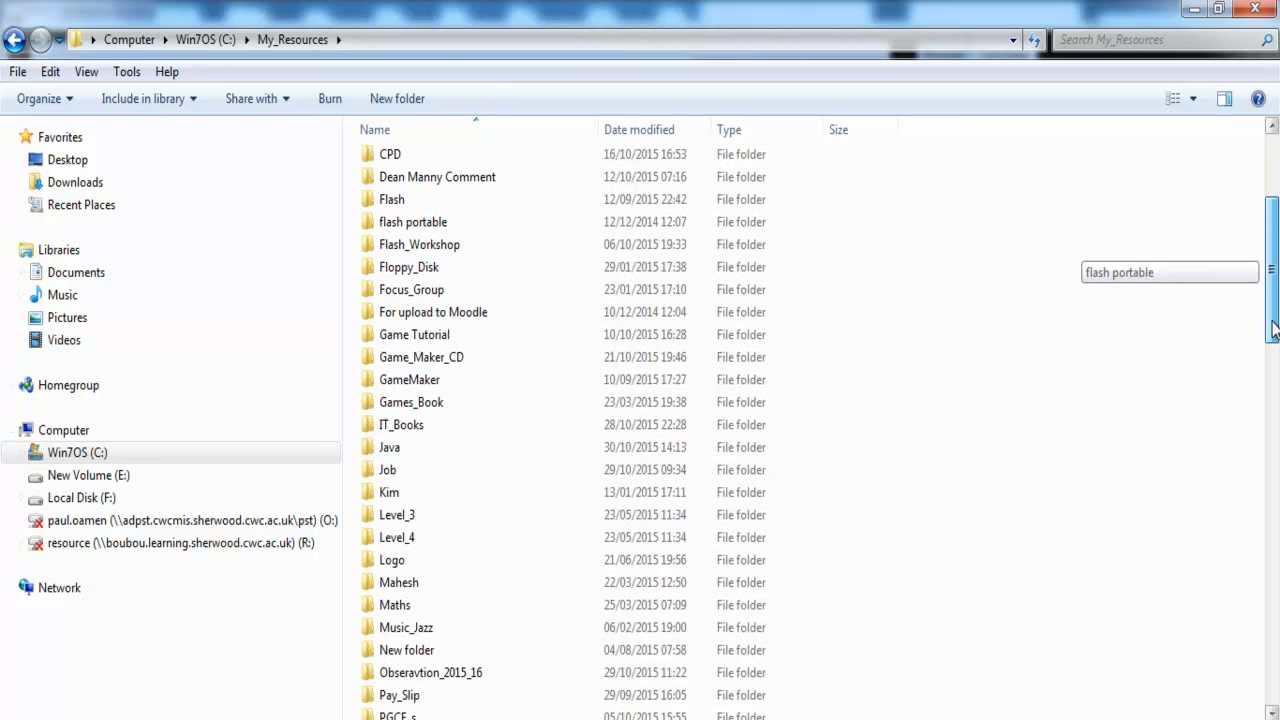 Computer Win7OS (C:) My_Resources Search My_Resources
File Edit View Tools Help
Organize Include in library Share with Burn New folder
Name Date modified Type Size
Favorites
Desktop
Downloads
Recent Places
Libraries
Documents
Music
Pictures
Videos
Homegroup
Computer
Win7OS (C:)
New Volume (E:)
Local Disk (F:)
paul.oamen (\\adpst.cwcmis.sherwood.cwc.ac.uk\pst) (O:)
resource (\\boubou.learning.sherwood.cwc.ac.uk) (R:)
Network
CPD 16/10/2015 16:53 File folder
Dean Manny Comment 12/10/2015 07:16 File folder
Flash 12/09/2015 22:42 File folder
flash portable 12/12/2014 12:07 File folder
Flash_Workshop 06/10/2015 19:33 File folder
Floppy_Disk 29/01/2015 17:38 File folder
Focus_Group 23/01/2015 17:10 File folder
For upload to Moodle 10/12/2014 12:04 File folder
Game Tutorial 10/10/2015 16:28 File folder
Game_Maker_CD 21/10/2015 19:46 File folder
GameMaker 10/09/2015 17:27 File folder
Games_Book 23/03/2015 19:38 File folder
IT_Books 28/10/2015 22:28 File folder
Java 30/10/2015 14:13 File folder
Job 29/10/2015 09:34 File folder
Kim 13/01/2015 17:11 File folder
Level_3 23/05/2015 11:34 File folder
Level_4 23/05/2015 11:34 File folder
Logo 21/06/2015 19:56 File folder
Mahesh 22/03/2015 12:50 File folder
Maths 25/03/2015 07:09 File folder
Music_Jazz 06/02/2015 19:00 File folder
New folder 04/08/2015 07:58 File folder
Obseravtion_2015_16 29/10/2015 11:22 File folder
Pay_Slip 29/09/2015 16:05 File folder
PGCE_s 05/10/2015 15:55 File folder
flash portable